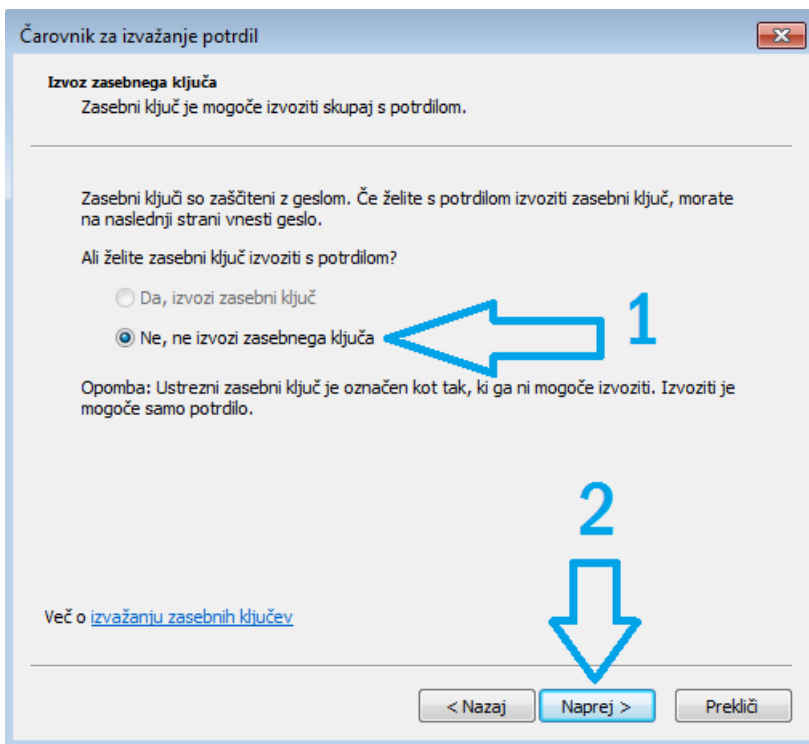 Čarovnik za izvažanje potrdil
Izvoz zasebnega ključa
Zasebni ključ je mogoče izvoziti skupaj s potrdilom.
Zasebni ključi so zaščiteni z geslom. Če želite s potrdilom izvoziti zasebni ključ, morate
na naslednji strani vnesti geslo.
Ali želite zasebni ključ izvoziti s potrdilom?
Da, izvozi zasebni ključ
Ne, ne izvozi zasebnega ključa
1
Opomba: Ustrezni zasebni ključ je označen kot tak, ki ga ni mogoče izvoziti. Izvoziti je
mogoče samo potrdilo.
2
Več o izvažanju zasebnih ključev
< Nazaj
Naprej >
Prekliči